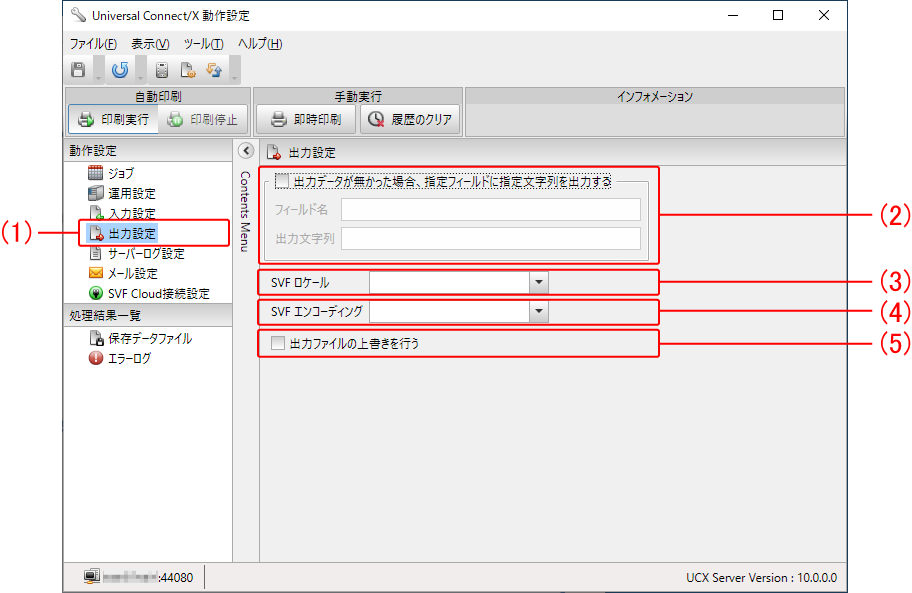 Universal Connect/X 動作設定
ファイル(F) 表示(V) ツール(T) ヘルプ(H)
自動印刷 手動実行 インフォメーション
印刷実行 印刷停止 即時印刷 履歴のクリア
動作設定
ジョブ
運用設定
入力設定
(1) 出力設定
サーバーログ設定
メール設定
SVF Cloud接続設定
処理結果一覧
保存データファイル
エラーログ
Contents Menu
出力設定
出力データが無かった場合、指定フィールドに指定文字列を出力する
フィールド名
(2)
出力文字列
SVF ロケール (3)
SVF エンコーディング (4)
出力ファイルの上書きを行う (5)
:44080
UCX Server Version : 10.0.0.0